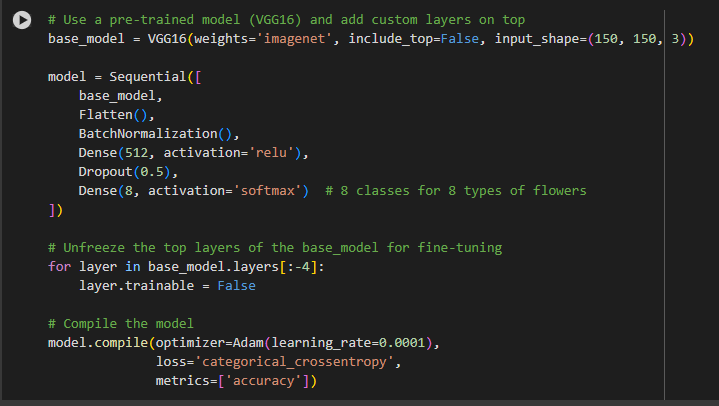 # Use a pre-trained model (VGG16) and add custom layers on top
base_model = VGG16(weights='imagenet', include_top=False, input_shape=(150, 150, 3))
model = Sequential([
    base_model,
    Flatten(),
    BatchNormalization(),
    Dense(512, activation='relu'),
    Dropout(0.5),
    Dense(8, activation='softmax')  # 8 classes for 8 types of flowers
])
# Unfreeze the top layers of the base_model for fine-tuning
for layer in base_model.layers[:-4]:
    layer.trainable = False
# Compile the model
model.compile(optimizer=Adam(learning_rate=0.0001),
              loss='categorical_crossentropy',
              metrics=['accuracy'])